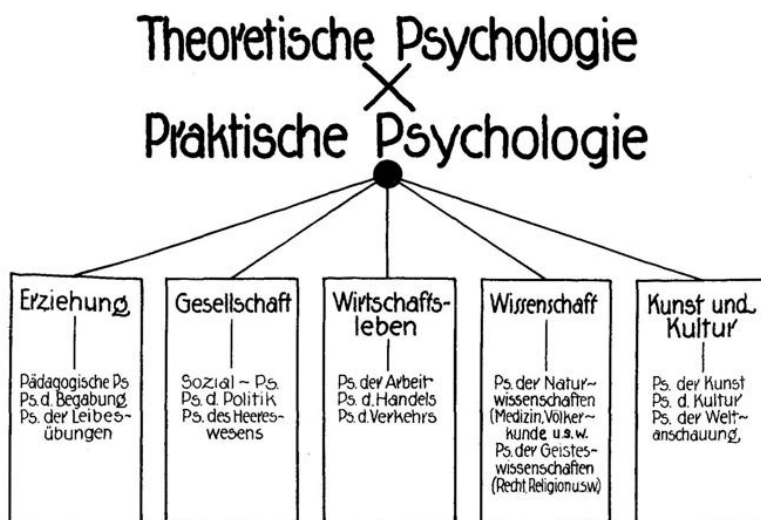 Theoretische Psychologie
Praktische Psychologie
Erziehung
Pädagogische Ps
Ps. d. Begabung
Ps. der Leibes-
übungen
Gesellschaft
Sozial-Ps.
Ps. d. Politik
Ps. des Heeres-
wesens
Wirtschafts-
leben
Ps. der Arbeit
Ps. d. Handels
Ps. d. Verkehrs
Wissenschaft
Ps. der Natur-
wissenschaften
(Medizin, Völker-
kunde u.s.w.
Ps. der Geistes-
wissenschaften
(Recht, Religion usw)
Kunst und
Kultur
Ps. der Kunst
Ps. d. Kultur
Ps. der Welt-
anschauung,